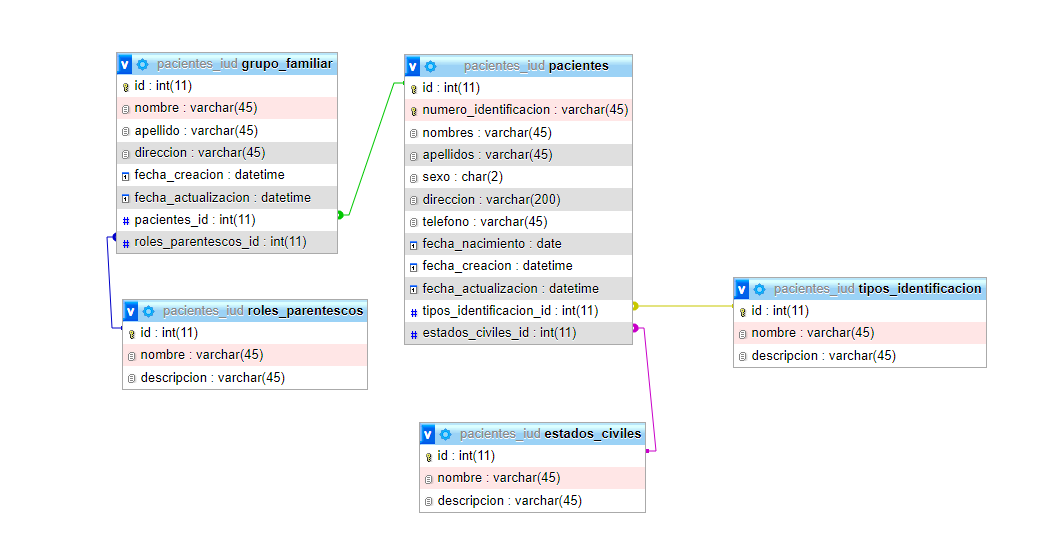 pacientes_iud grupo_familiar
id : int(11)
nombre : varchar(45)
apellido : varchar(45)
direccion : varchar(45)
fecha_creacion : datetime
fecha_actualizacion : datetime
# pacientes_id : int(11)
# roles_parentescos_id : int(11)
pacientes_iud pacientes
id : int(11)
numero_identificacion : varchar(45)
nombres : varchar(45)
apellidos : varchar(45)
sexo : char(2)
direccion : varchar(200)
telefono : varchar(45)
fecha_nacimiento : date
fecha_creacion : datetime
fecha_actualizacion : datetime
# tipos_identificacion_id : int(11)
# estados_civiles_id : int(11)
pacientes_iud tipos_identificacion
id : int(11)
nombre : varchar(45)
descripcion : varchar(45)
pacientes_iud roles_parentescos
id : int(11)
nombre : varchar(45)
descripcion : varchar(45)
pacientes_iud estados_civiles
id : int(11)
nombre : varchar(45)
descripcion : varchar(45)